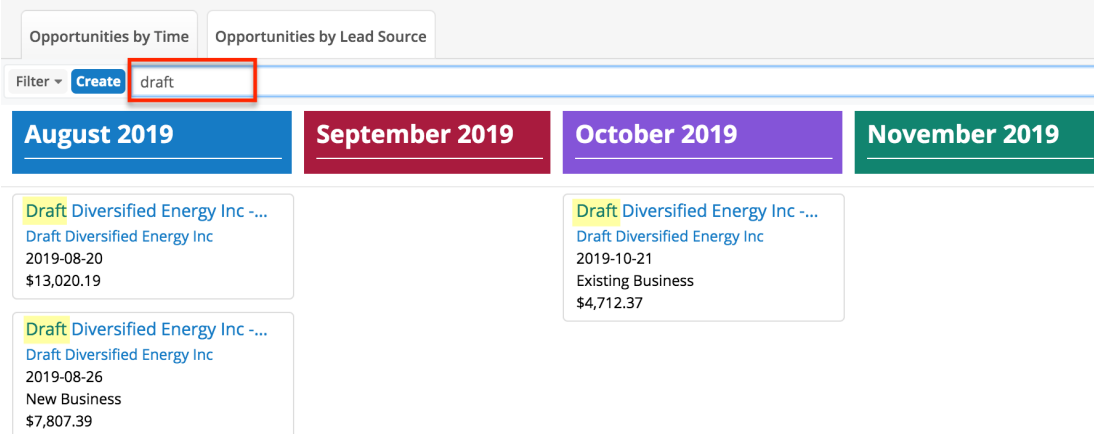 Opportunities by Time
Opportunities by Lead Source
Filter
Create
draft
August 2019
September 2019
October 2019
November 2019
Draft Diversified Energy Inc -...
Draft Diversified Energy Inc
2019-08-20
$13,020.19
Draft Diversified Energy Inc -...
Draft Diversified Energy Inc
2019-08-26
New Business
$7,807.39
Draft Diversified Energy Inc -...
Draft Diversified Energy Inc
2019-10-21
Existing Business
$4,712.37